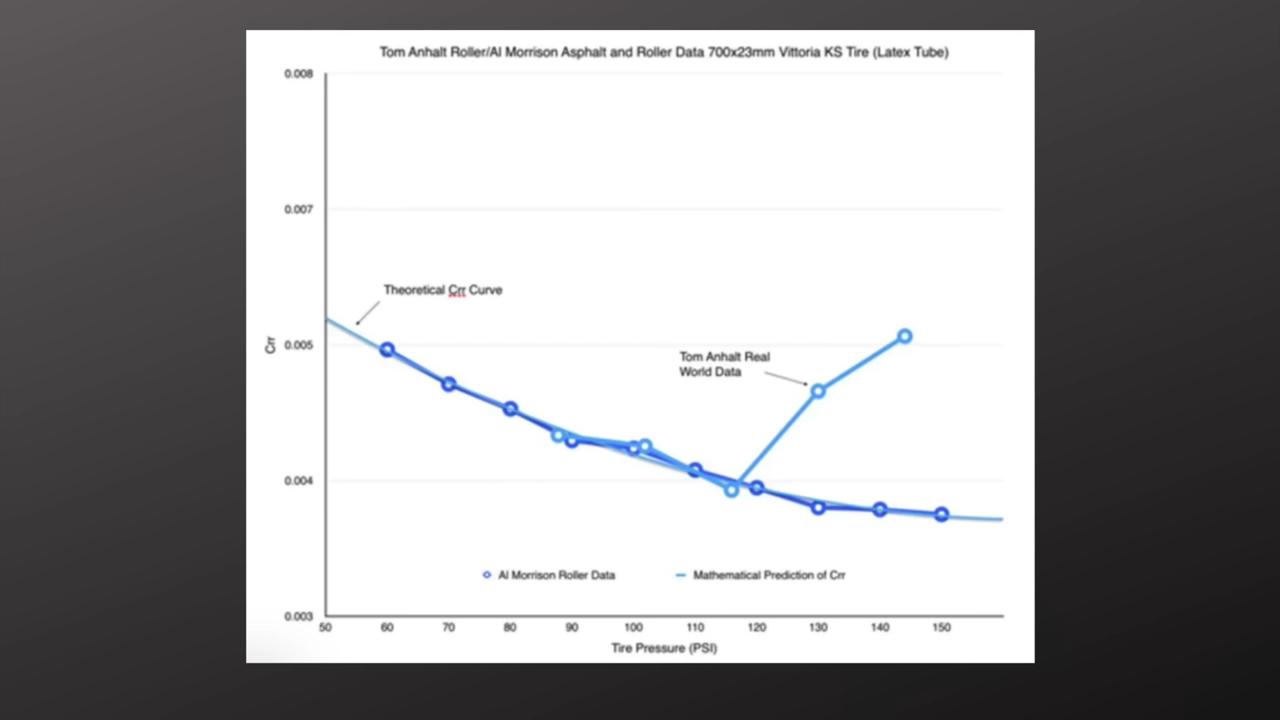 Tom Anhalt Roller/Al Morrison Asphalt and Roller Data 700x23mm Vittoria KS Tire (Latex Tube)
0.008
0.007
Theoretical Crr Curve
Crr
0.005
Tom Anhalt Real
World Data
0.004
Al Morrison Roller Data
Mathematical Prediction of Crr
0.003
50 60 70 80 90 100 110 120 130 140 150
Tire Pressure (PSI)